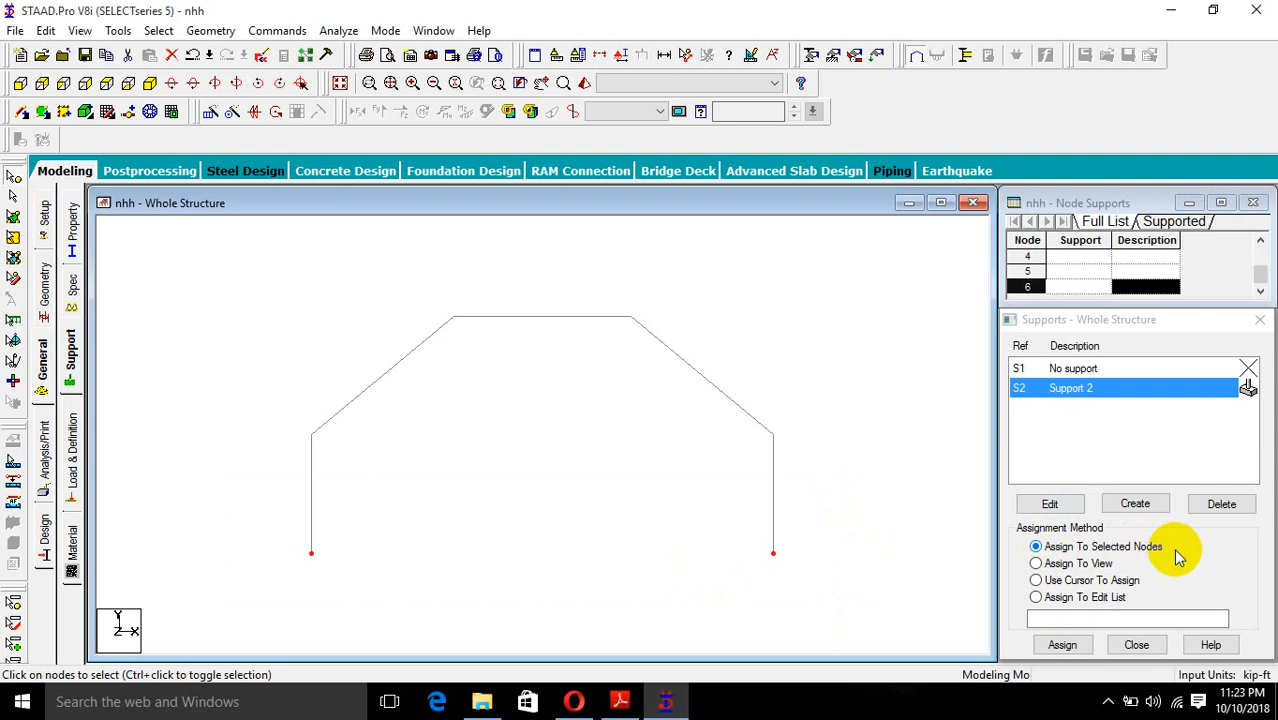 STAAD.Pro V8i (SELECTseries 5) - nhh
File Edit View Tools Select Geometry Commands Analyze Mode Window Help
Modeling Postprocessing Steel Design Concrete Design Foundation Design RAM Connection Bridge Deck Advanced Slab Design Piping Earthquake
Setup
Geometry
General
Analysis/Print
Design
Property
Spec
Support
Load & Definition
Material
nhh - Whole Structure
Y
Z X
nhh - Node Supports
Full List Supported
Node Support Description
4
5
6
Supports - Whole Structure
Ref Description
S1 No support
S2 Support 2
Edit Create Delete
Assignment Method
Assign To Selected Nodes
Assign To View
Use Cursor To Assign
Assign To Edit List
Assign Close Help
Click on nodes to select (Ctrl+click to toggle selection) Modeling Mo Input Units: kip-ft
Search the web and Windows
11:23 PM
10/10/2018